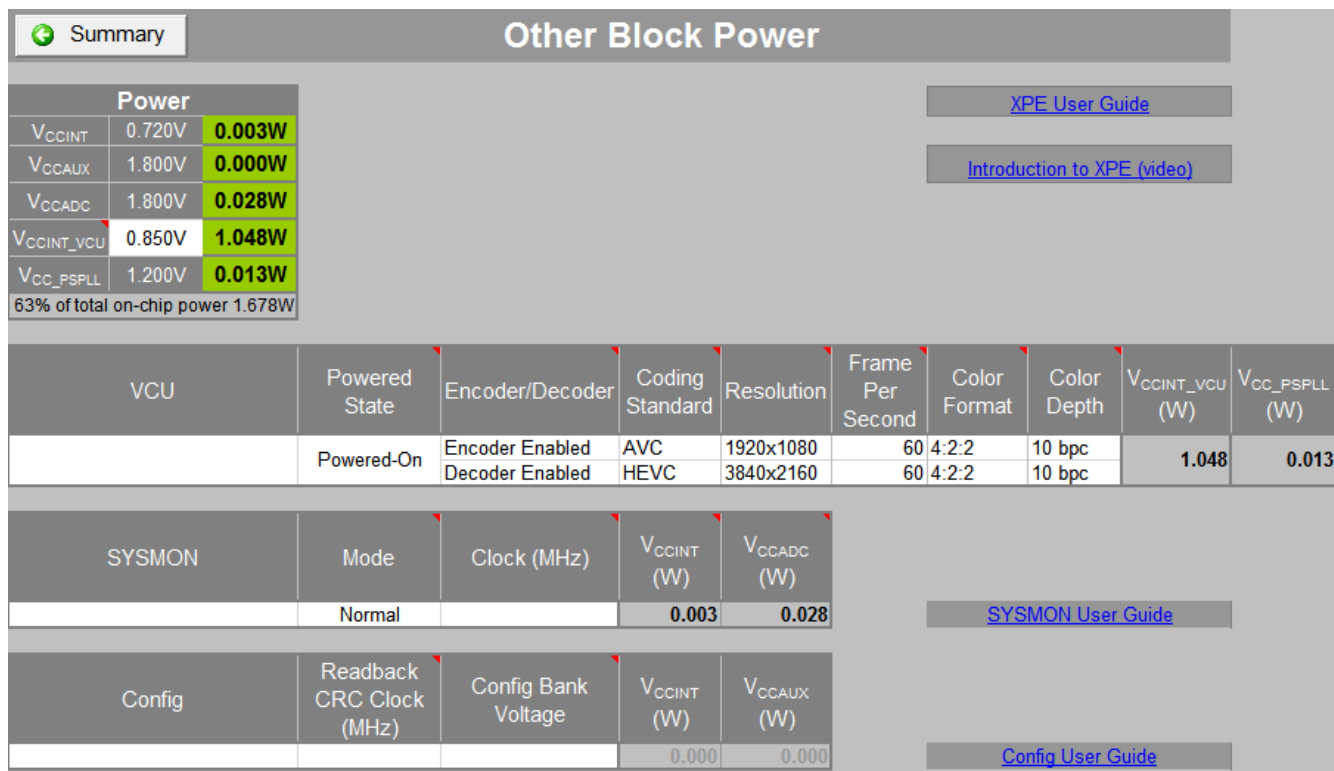 Summary
Other Block Power
Power
VCCINT 0.720V 0.003W
VCCAUX 1.800V 0.000W
VCCADC 1.800V 0.028W
VCCINT_VCU 0.850V 1.048W
VCC_PSPLL 1.200V 0.013W
63% of total on-chip power 1.678W
XPE User Guide
Introduction to XPE (video)
VCU Powered State Encoder/Decoder Coding Standard Resolution Frame Per Second Color Format Color Depth VCCINT_VCU (W) VCC_PSPLL (W)
Powered-On
Encoder Enabled AVC 1920x1080 60 4:2:2 10 bpc
Decoder Enabled HEVC 3840x2160 60 4:2:2 10 bpc
1.048 0.013
SYSMON Mode Clock (MHz) VCCINT (W) VCCADC (W)
Normal 0.003 0.028
SYSMON User Guide
Config Readback CRC Clock (MHz) Config Bank Voltage VCCINT (W) VCCAUX (W)
0.000 0.000
Config User Guide